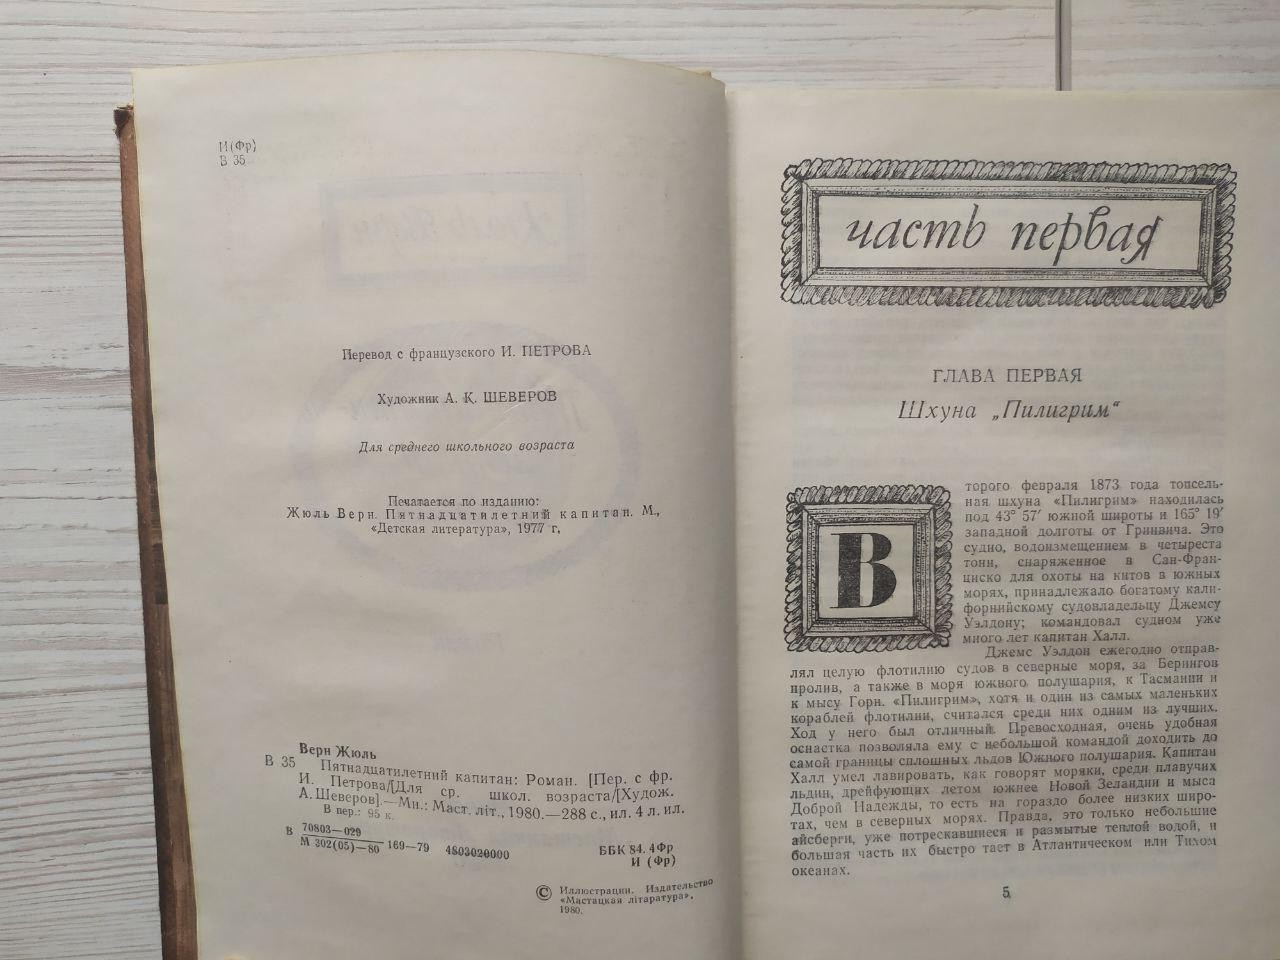 И(Фр)
В 35
Перевод с французского И. ПЕТРОВА
Художник А. К. ШЕВЕРОВ
Для среднего школьного возраста
Печатается по изданию:
Жюль Верн. Пятнадцатилетний капитан. М.,
«Детская литература», 1977 г.
Верн Жюль
В 35 Пятнадцатилетний капитан: Роман. [Пер. с фр.
И. Петрова/[Для ср. школ. возраста/[Худож.
А. Шеверов].—Мн.: Маст. літ., 1980.—288 с., ил. 4 л. ил.
В пер.: 95 к.
В 70803—029
М 302(05)—80 169—79 4803020000
ББК 84.4Фр
И (Фр)
© Иллюстрации. Издательство
«Мастацкая літаратура»,
1980.
часть первая
ГЛАВА ПЕРВАЯ
Шхуна „Пилигрим“
В торого февраля 1873 года топсель-
ная шхуна «Пилигрим» находилась
под 43° 57′ южной широты и 165° 19′
западной долготы от Гринвича. Это
судно, водоизмещением в четыреста
тонн, снаряженное в Сан-Фран-
циско для охоты на китов в южных
морях, принадлежало богатому кали-
форнийскому судовладельцу Джемсу
Уэлдону; командовал судном уже
много лет капитан Халл.
Джемс Уэлдон ежегодно отправ-
лял целую флотилию судов в северные моря, за Берингов
пролив, а также в моря южного полушария, к Тасмании и
к мысу Горн. «Пилигрим», хотя и один из самых маленьких
кораблей флотилии, считался среди них одним из лучших.
Ход у него был отличный. Превосходная, очень удобная
оснастка позволяла ему с небольшой командой доходить до
самой границы сплошных льдов Южного полушария. Капитан
Халл умел лавировать, как говорят моряки, среди плавучих
льдин, дрейфующих летом южнее Новой Зеландии и мыса
Доброй Надежды, то есть на гораздо более низких широ-
тах, чем в северных морях. Правда, это только небольшие
айсберги, уже потрескавшиеся и размытые теплой водой, и
большая часть их быстро тает в Атлантическом или Тихом
океанах.
5